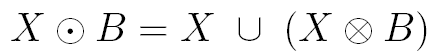 X ⊙ B = X ∪ (X ⊗ B)